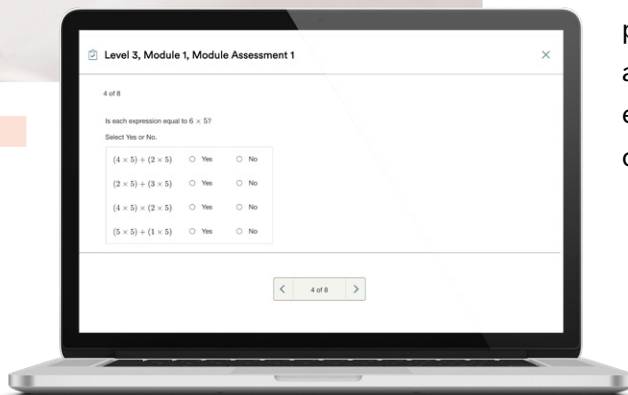 Level 3, Module 1, Module Assessment 1
4 of 8
Is each expression equal to 6 × 5?
Select Yes or No.
(4 × 5) + (2 × 5) Yes No
(2 × 5) + (3 × 5) Yes No
(4 × 5) × (2 × 5) Yes No
(5 × 5) + (1 × 5) Yes No
4 of 8